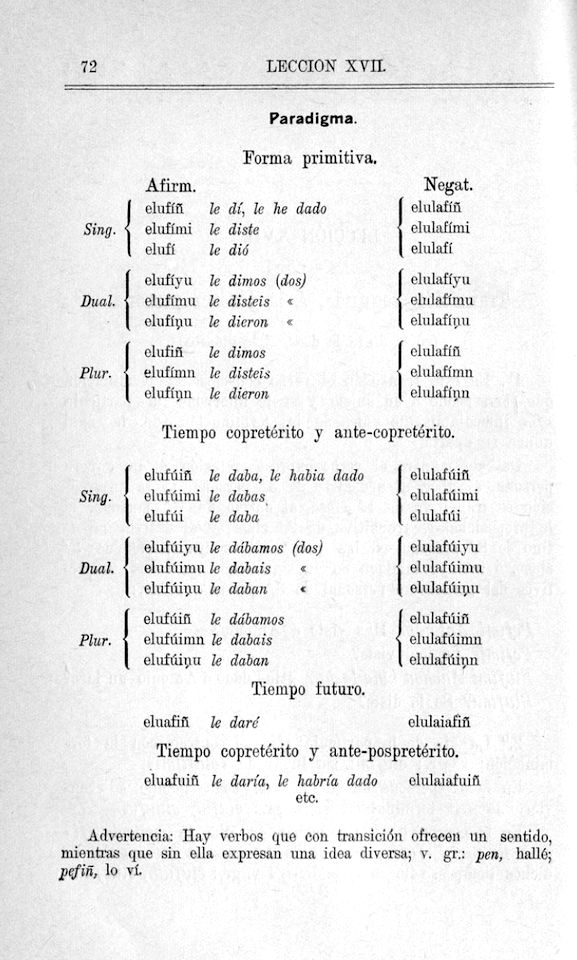 72 LECCION XVII.
Paradigma.
Forma primitiva.
Afirm. Negat.
elufíñ le dí, le he dado elulafíñ
Sing. elufími le diste elulafími
elufí le dió elulafí
elufíyu le dimos (dos) elulafíyu
Dual. elufímu le disteis « elulafímu
elufíṇu le dieron « elulafíṇu
elufiñ le dimos elulafíñ
Plur. elufímn le disteis elulafímn
elufíṇn le dieron elulafíṇn
Tiempo copretérito y ante-copretérito.
elufúiñ le daba, le habia dado elulafúiñ
Sing. elufúimi le dabas elulafúimi
elufúi le daba elulafúi
elufúiyu le dábamos (dos) elulafúiyu
Dual. elufúimu le dabais « elulafúimu
elufúiṇu le daban « elulafúiṇu
elufúiñ le dábamos elulafúiñ
Plur. elufúimn le dabais elulafúimn
elufúiṇu le daban elulafúiṇn
Tiempo futuro.
eluafiñ le daré elulaiafiñ
Tiempo copretérito y ante-pospretérito.
eluafuiñ le daría, le habría dado elulaiafuiñ
etc.
Advertencia: Hay verbos que con transición ofrecen un sentido,
mientras que sin ella expresan una idea diversa; v. gr.: pen, hallé;
pefiñ, lo ví.